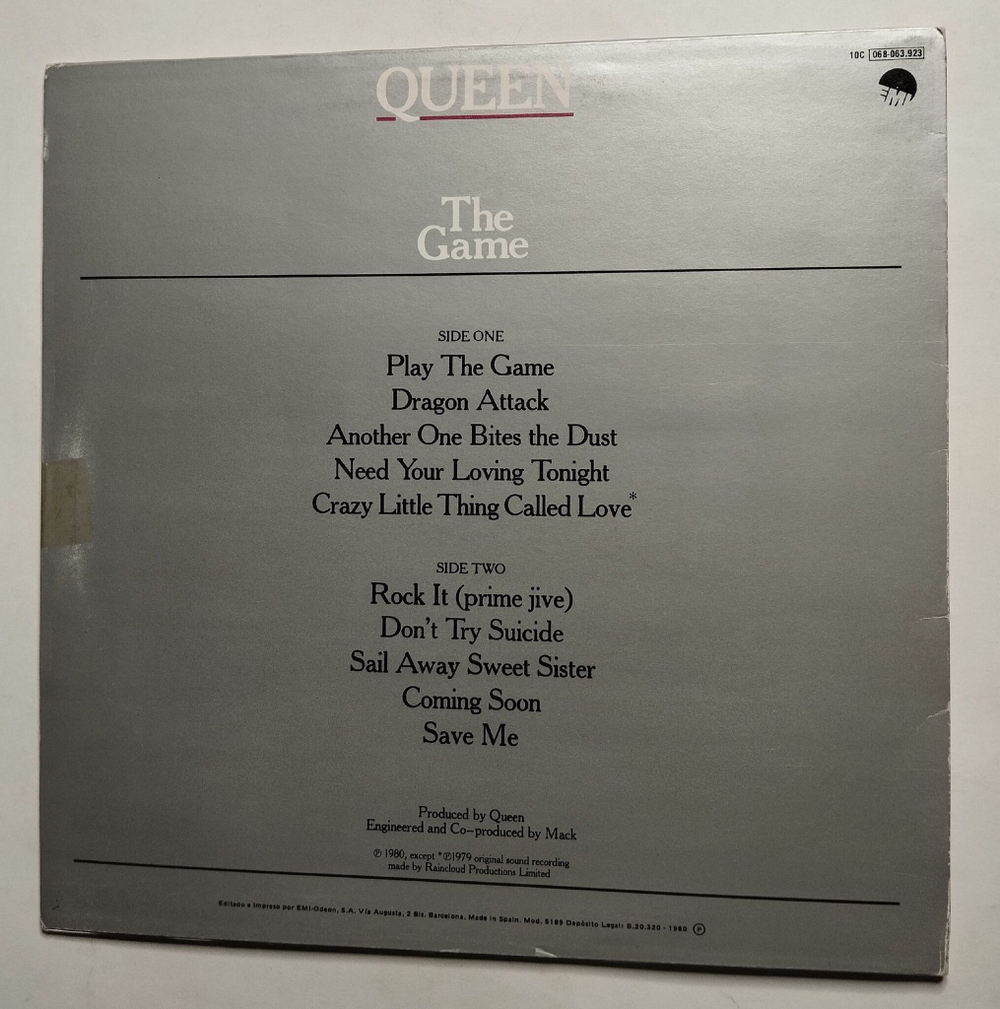 10C 068-063.923
EMI
QUEEN
The
Game
SIDE ONE
Play The Game
Dragon Attack
Another One Bites the Dust
Need Your Loving Tonight
Crazy Little Thing Called Love*
SIDE TWO
Rock It (prime jive)
Don't Try Suicide
Sail Away Sweet Sister
Coming Soon
Save Me
Produced by Queen
Engineered and Co-produced by Mack
℗ 1980, except *℗1979 original sound recording
made by Raincloud Productions Limited
Editado e Impreso por EMI-Odeon, S.A. Vía Augusta, 2 Bis. Barcelona. Made in Spain. Mod. 5189 Depósito Legal: B.20.320 - 1980 ℗